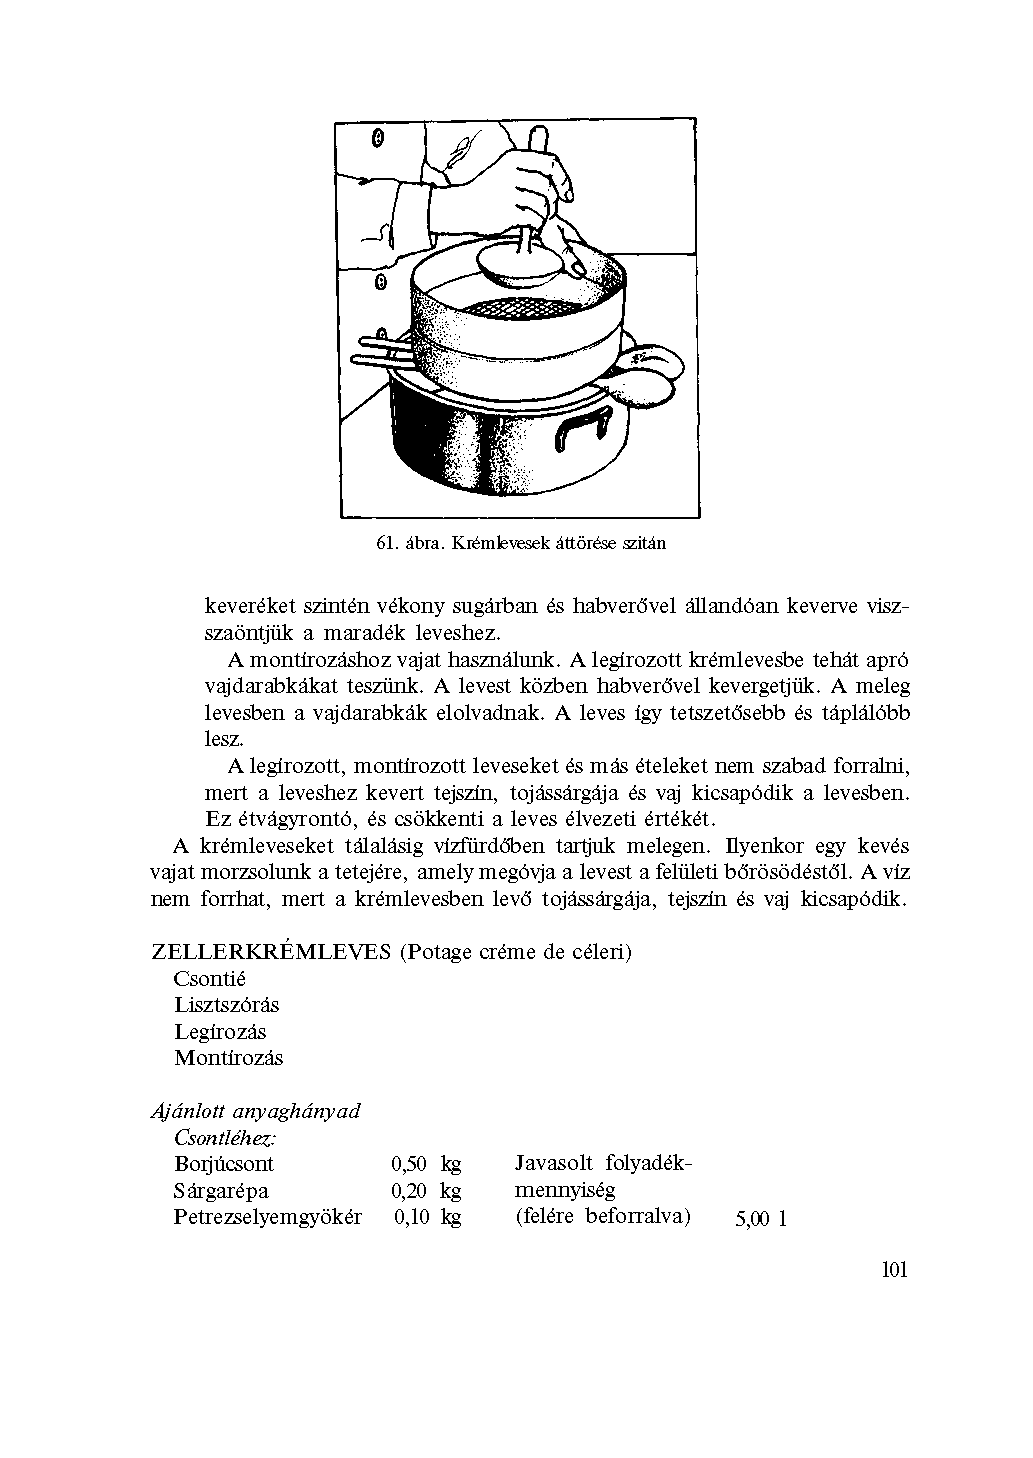 61. ábra. Krémlevesek áttörése szitán
keveréket szintén vékony sugárban és habverővel állandóan keverve visz-
szaöntjük a maradék leveshez.
A montírozáshoz vajat használunk. A legírozott krémlevesbe tehát apró
vajdarabkákat teszünk. A levest közben habverővel kevergetjük. A meleg
levesben a vajdarabkák elolvadnak. A leves így tetszetősebb és táplálóbb
lesz.
A legírozott, montírozott leveseket és más ételeket nem szabad forralni,
mert a leveshez kevert tejszín, tojássárgája és vaj kicsapódik a levesben.
Ez étvágyrontó, és csökkenti a leves élvezeti értékét.
A krémleveseket tálalásig vízfürdőben tartjuk melegen. Ilyenkor egy kevés
vajat morzsolunk a tetejére, amely megóvja a levest a felületi bőrösödéstől. A víz
nem forrhat, mert a krémlevesben levő tojássárgája, tejszín és vaj kicsapódik.
ZELLERKRÉMLEVES (Potage créme de céleri)
Csontié
Lisztszórás
Legírozás
Montírozás
Ajánlott anyaghányad
Csontléhez:
Borjúcsont 0,50 kg Javasolt folyadék-
Sárgarépa 0,20 kg mennyiség
Petrezselyemgyökér 0,10 kg (felére beforralva) 5,00 1
101